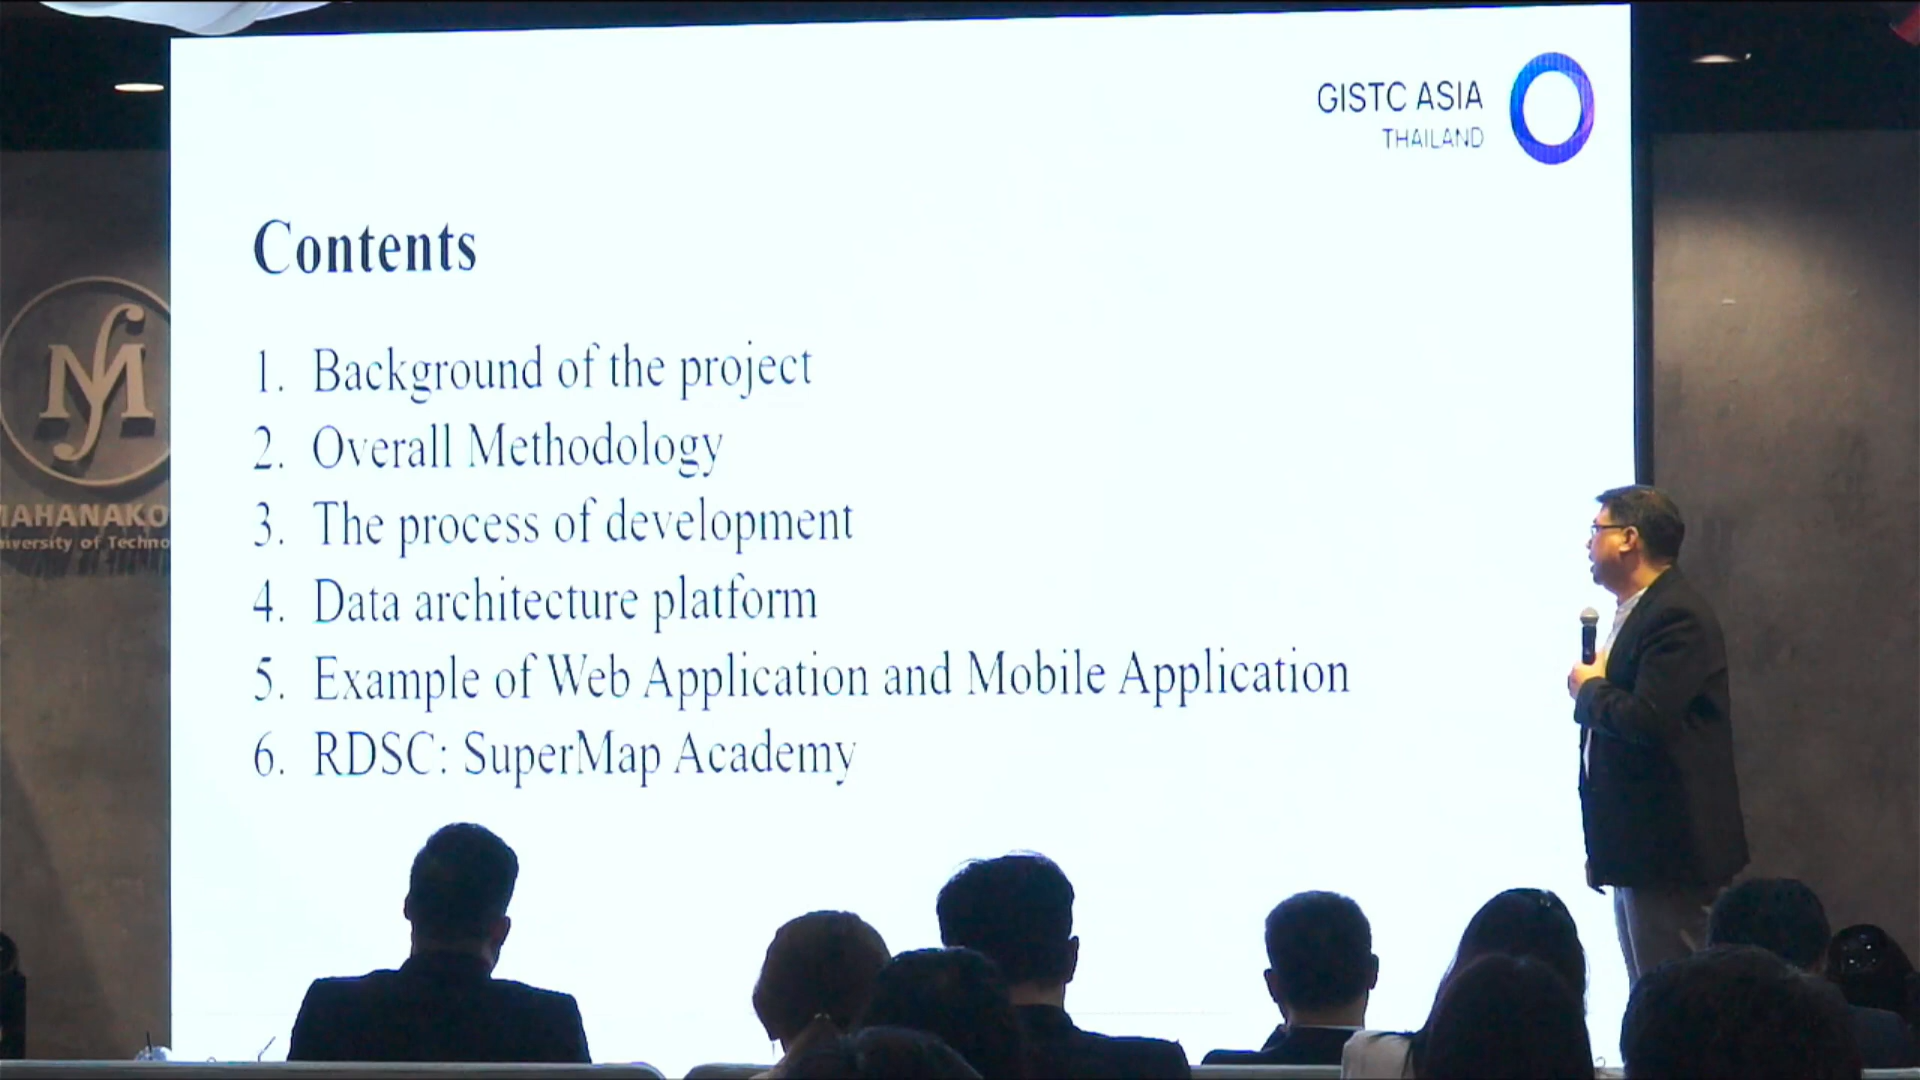 GISTC ASIA
THAILAND
Contents
1. Background of the project
2. Overall Methodology
3. The process of development
4. Data architecture platform
5. Example of Web Application and Mobile Application
6. RDSC: SuperMap Academy
MAHANAKO
iversity of Techno